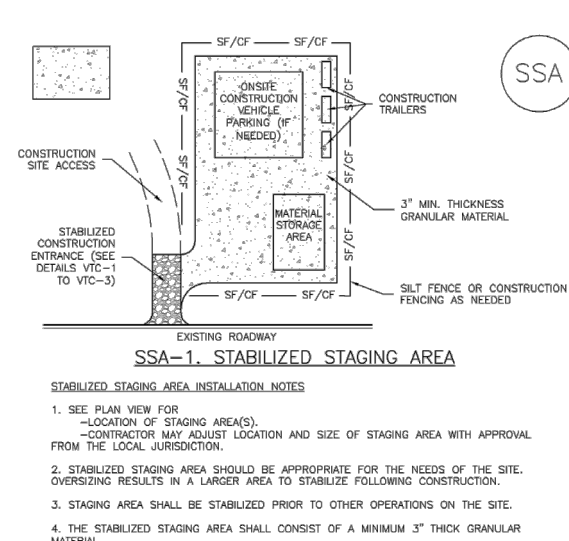 SF/CF SF/CF
SSA
SF/CF
SF/CF
ONSITE
CONSTRUCTION
VEHICLE
PARKING (IF
NEEDED)
SF/CF
SF/CF
SF/CF
CONSTRUCTION
TRAILERS
CONSTRUCTION
SITE ACCESS
3" MIN. THICKNESS
GRANULAR MATERIAL
MATERIAL
STORAGE
AREA
STABILIZED
CONSTRUCTION
ENTRANCE (SEE
DETAILS VTC-1
TO VTC-3)
SF/CF SF/CF
SILT FENCE OR CONSTRUCTION
FENCING AS NEEDED
EXISTING ROADWAY
SSA-1. STABILIZED STAGING AREA
STABILIZED STAGING AREA INSTALLATION NOTES
1. SEE PLAN VIEW FOR
-LOCATION OF STAGING AREA(S).
-CONTRACTOR MAY ADJUST LOCATION AND SIZE OF STAGING AREA WITH APPROVAL
FROM THE LOCAL JURISDICTION.
2. STABILIZED STAGING AREA SHOULD BE APPROPRIATE FOR THE NEEDS OF THE SITE.
OVERSIZING RESULTS IN A LARGER AREA TO STABILIZE FOLLOWING CONSTRUCTION.
3. STAGING AREA SHALL BE STABILIZED PRIOR TO OTHER OPERATIONS ON THE SITE.
4. THE STABILIZED STAGING AREA SHALL CONSIST OF A MINIMUM 3" THICK GRANULAR
MATERIAL